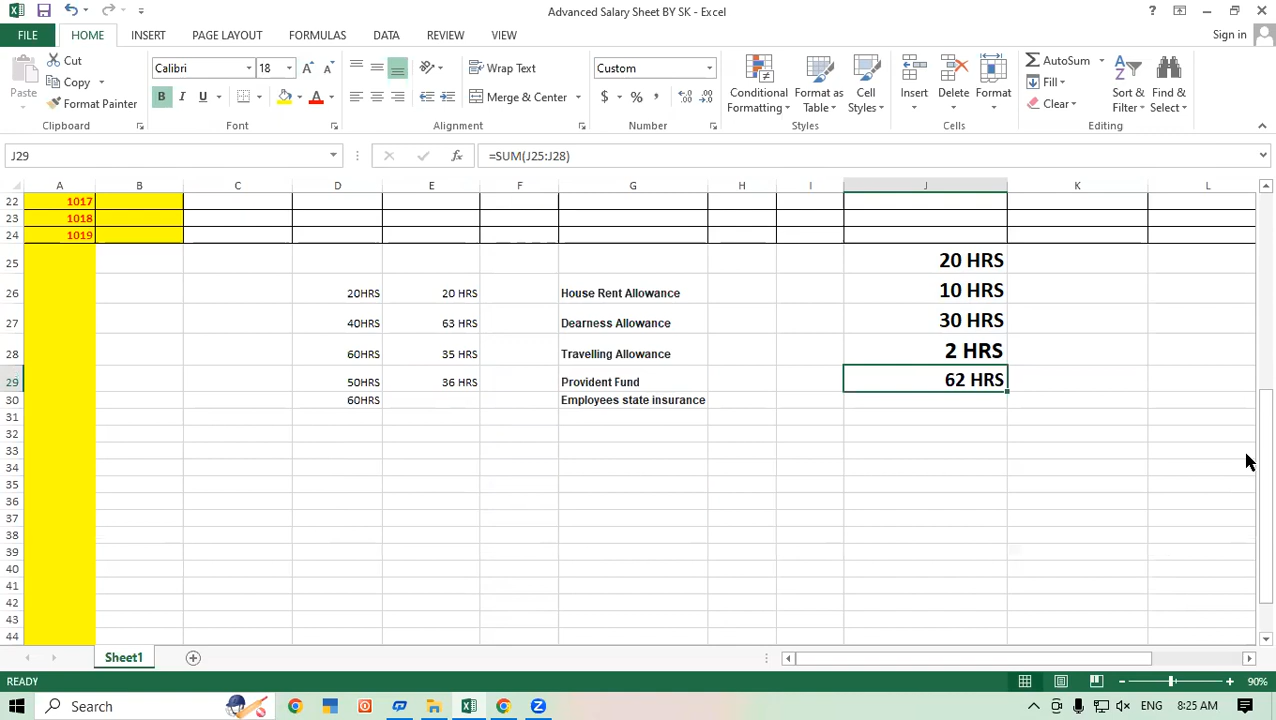 Advanced Salary Sheet BY SK - Excel
?
FILE HOME INSERT PAGE LAYOUT FORMULAS DATA REVIEW VIEW Sign in
Paste
Cut
Copy
Format Painter
Clipboard
Calibri 18
B I U
Font
Wrap Text
Merge & Center
Alignment
Custom
$ % ,
Number
Conditional Formatting
Format as Table
Cell Styles
Styles
Insert Delete Format
Cells
AutoSum
Fill
Clear
Sort & Filter
Find & Select
Editing
J29 fx =SUM(J25:J28)
A B C D E F G H I J K L
22 1017
23 1018
24 1019
25 20 HRS
26 20HRS 20 HRS House Rent Allowance 10 HRS
27 40HRS 63 HRS Dearness Allowance 30 HRS
28 60HRS 35 HRS Travelling Allowance 2 HRS
29 50HRS 36 HRS Provident Fund 62 HRS
30 60HRS Employees state insurance
31
32
33
34
35
36
37
38
39
40
41
42
43
44
Sheet1
READY 90%
Search ENG 8:25 AM